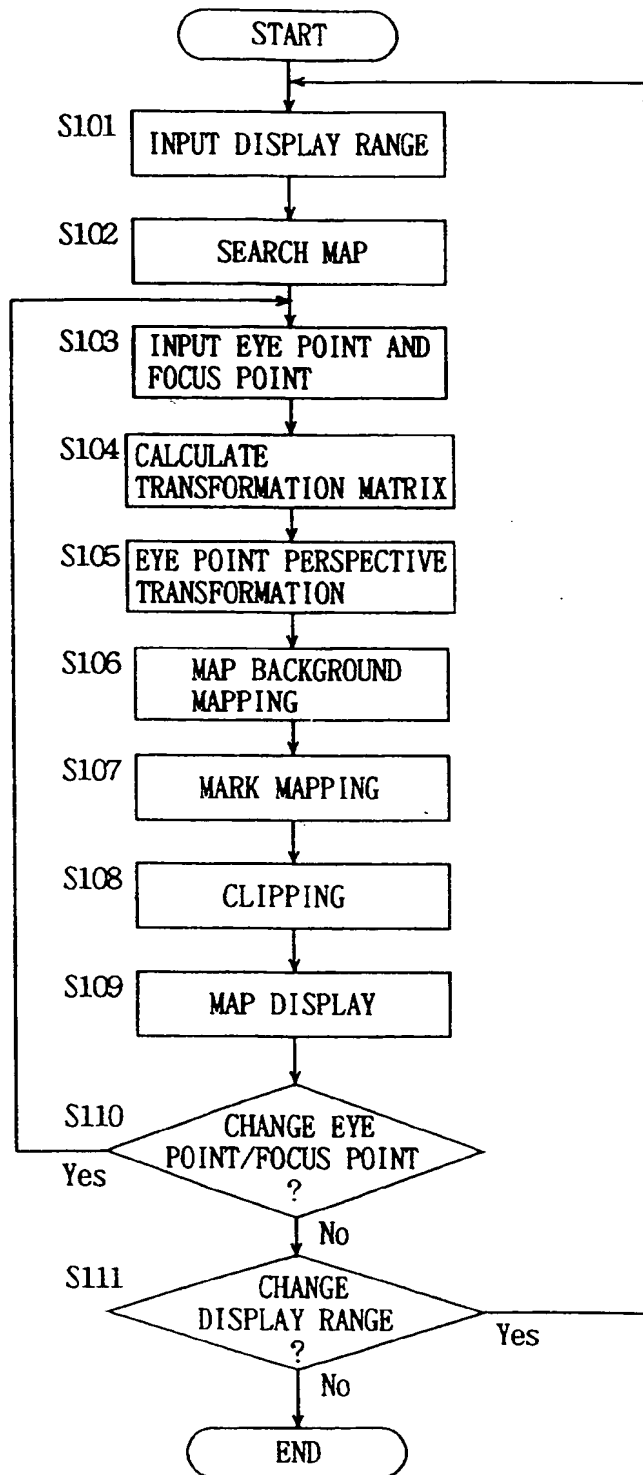 START
S101
INPUT DISPLAY RANGE
S102
SEARCH MAP
S103
INPUT EYE POINT AND
FOCUS POINT
S104
CALCULATE
TRANSFORMATION MATRIX
S105
EYE POINT PERSPECTIVE
TRANSFORMATION
S106
MAP BACKGROUND
MAPPING
S107
MARK MAPPING
S108
CLIPPING
S109
MAP DISPLAY
S110
CHANGE EYE
POINT/FOCUS POINT
?
Yes
No
S111
CHANGE
DISPLAY RANGE
?
Yes
No
END